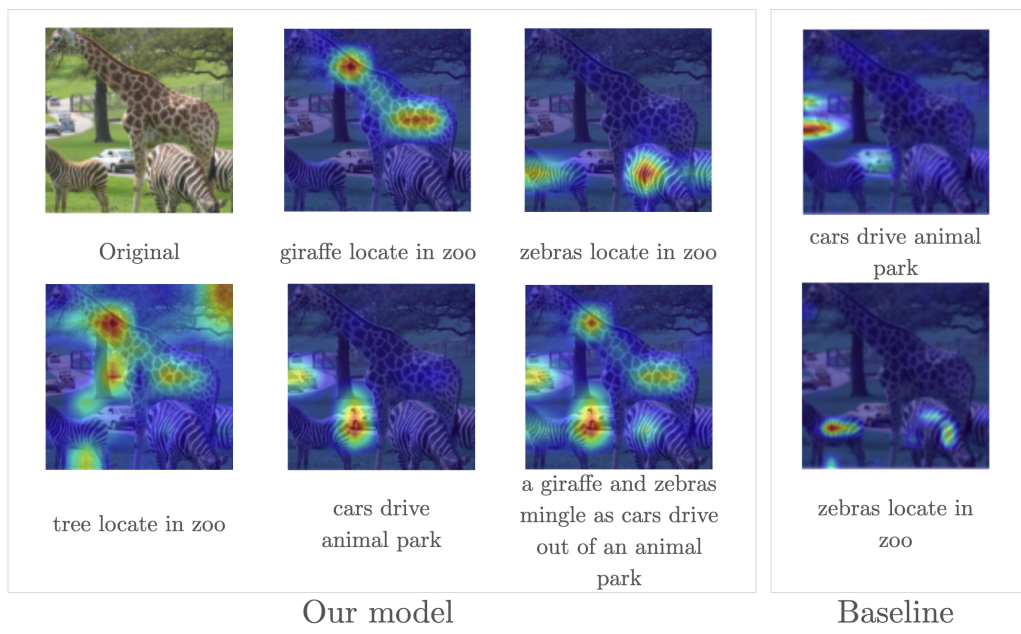 Original
giraffe locate in zoo
zebras locate in zoo
cars drive animal
park
tree locate in zoo
cars drive
animal park
a giraffe and zebras
mingle as cars drive
out of an animal
park
zebras locate in
zoo
Our model
Baseline